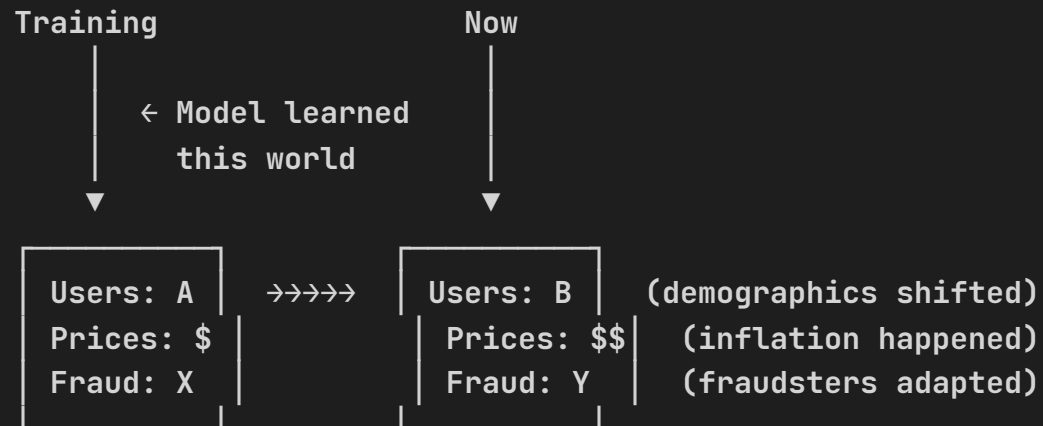 Training Now
← Model learned
this world
Users: A →→→→→ Users: B (demographics shifted)
Prices: $ Prices: $$ (inflation happened)
Fraud: X Fraud: Y (fraudsters adapted)